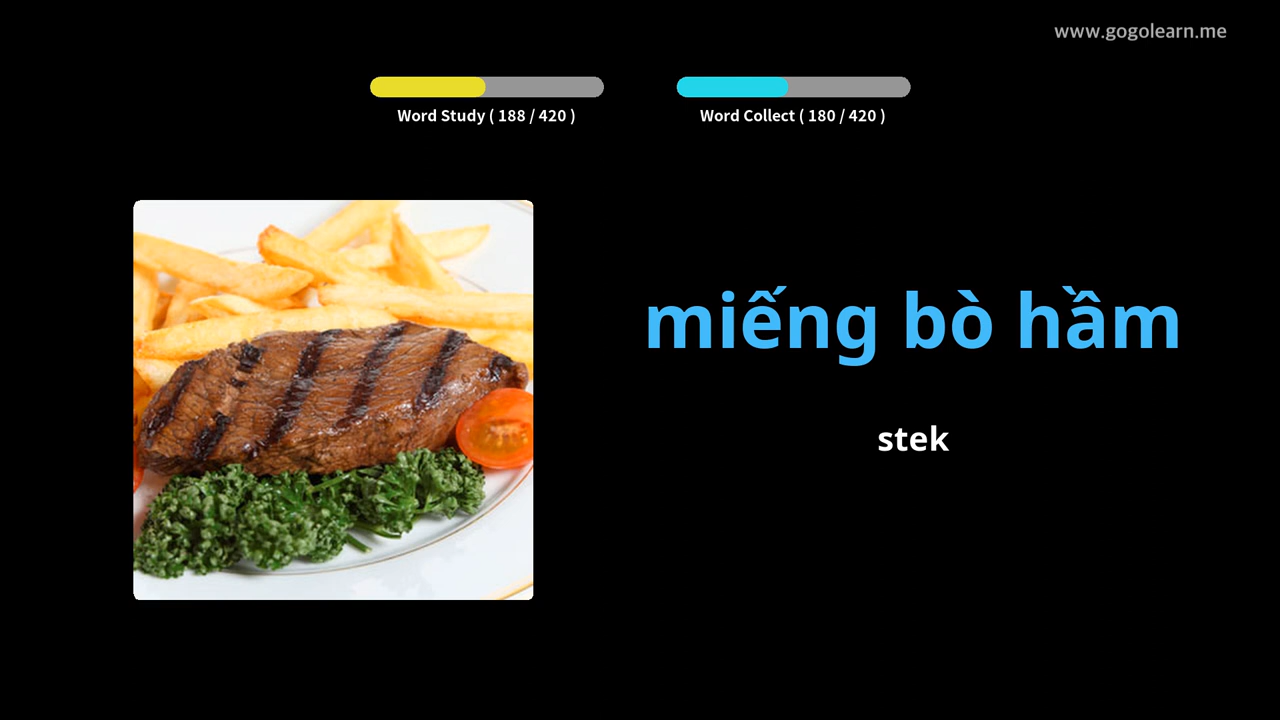 www.gogolearn.me
Word Study ( 188 / 420 )
Word Collect ( 180 / 420 )
miếng bò hầm
stek